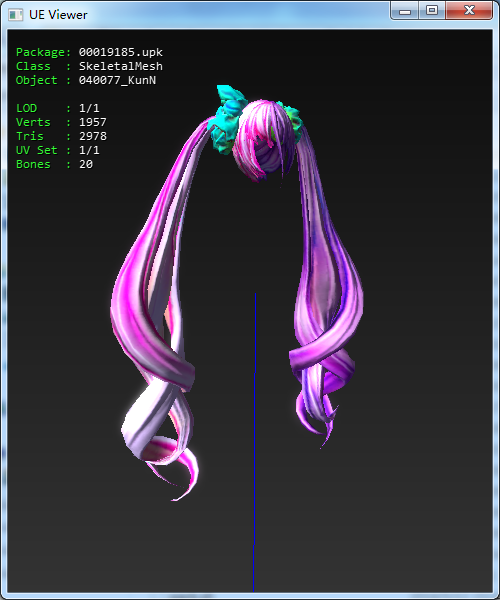 UE Viewer
Package: 00019185.upk
Class : SkeletalMesh
Object : 040077_KunN
LOD : 1/1
Verts : 1957
Tris : 2978
UV Set : 1/1
Bones : 20